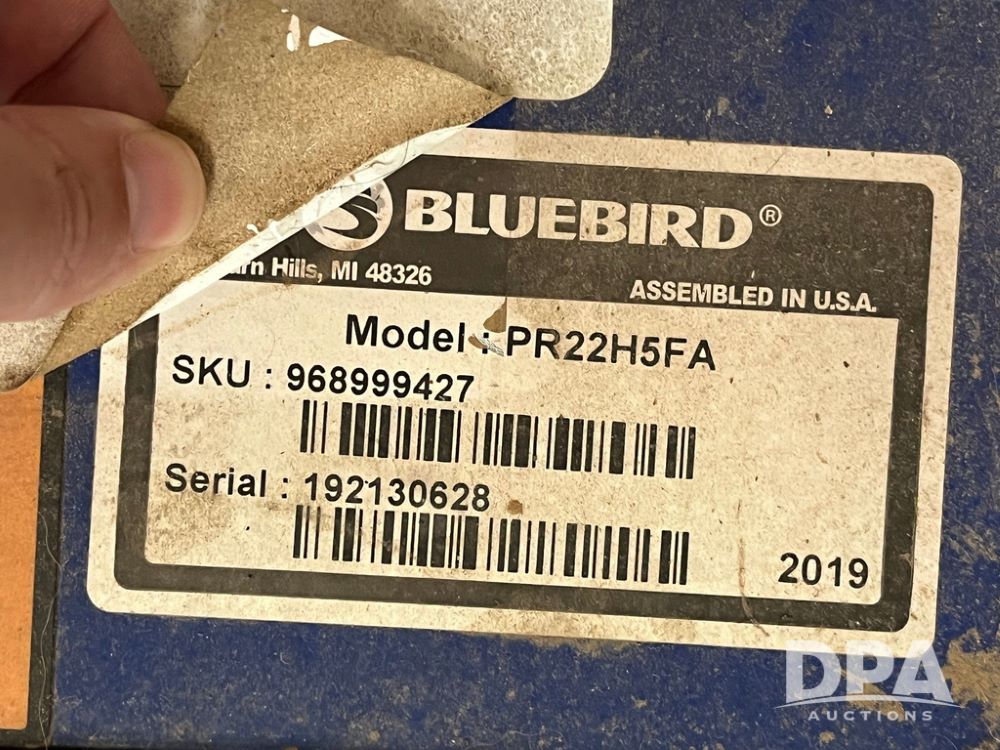 BLUEBIRD®
Hills, MI 48326
ASSEMBLED IN U.S.A.
Model : PR22H5FA
SKU : 968999427
Serial : 192130628
2019
DPA
AUCTIONS